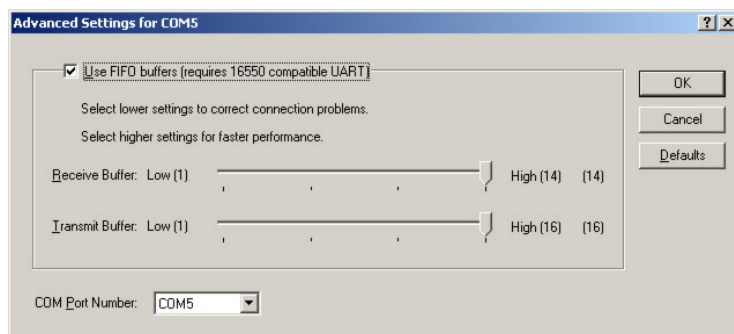 Advanced Settings for COM5
? X
Use FIFO buffers (requires 16550 compatible UART)
OK
Select lower settings to correct connection problems.
Cancel
Select higher settings for faster performance.
Defaults
Receive Buffer: Low (1) High (14) (14)
Transmit Buffer: Low (1) High (16) (16)
COM Port Number: COM5